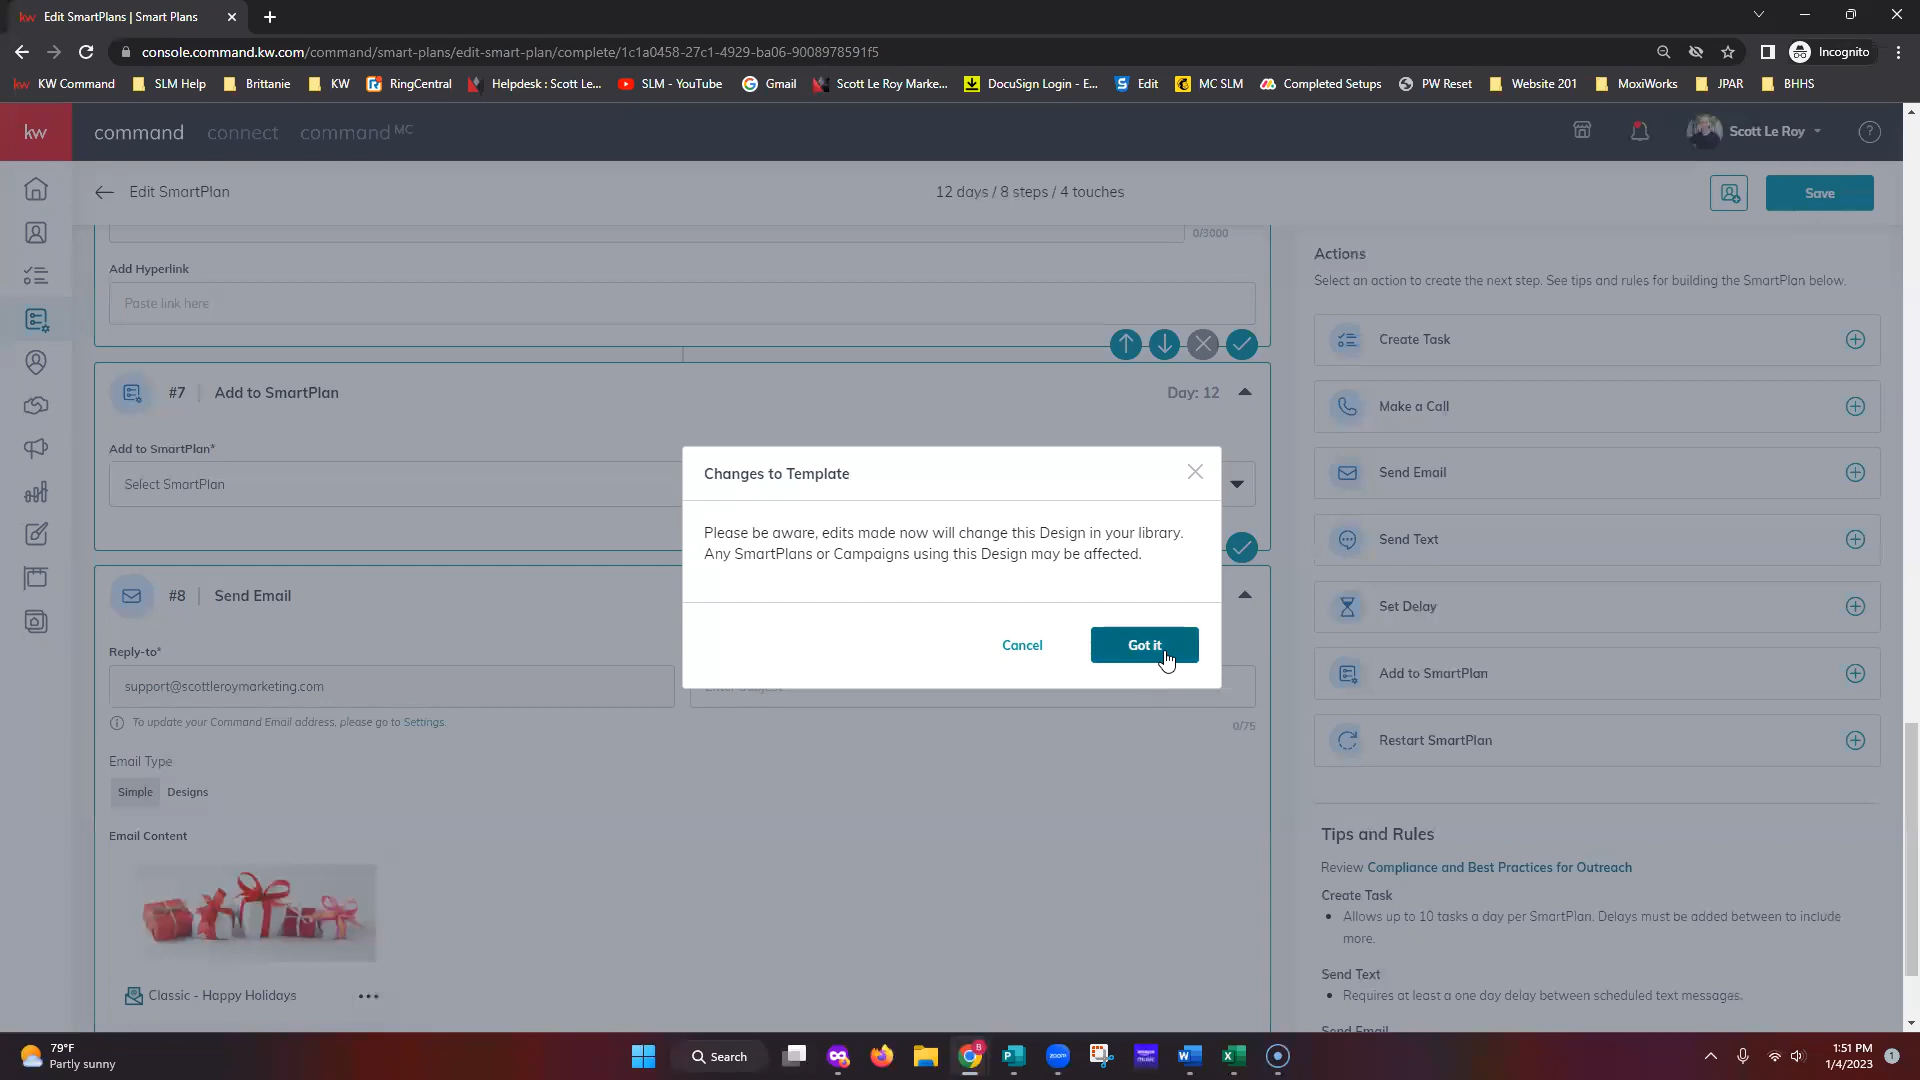 Edit SmartPlans | Smart Plans
console.command.kw.com/command/smart-plans/edit-smart-plan/complete/1c1a0458-27c1-4929-ba06-9008978591f5
Incognito
KW Command
SLM Help
Brittanie
KW
RingCentral
Helpdesk : Scott Le...
SLM - YouTube
Gmail
Scott Le Roy Marke...
DocuSign Login - E...
Edit
MC SLM
Completed Setups
PW Reset
Website 201
MoxiWorks
JPAR
BHHS
kw
command
connect
command MC
Scott Le Roy
Edit SmartPlan
12 days / 8 steps / 4 touches
Save
0/3000
Add Hyperlink
Paste link here
#7
Add to SmartPlan
Day: 12
Add to SmartPlan*
Select SmartPlan
#8
Send Email
Reply-to*
support@scottleroymarketing.com
To update your Command Email address, please go to Settings.
0/75
Email Type
Simple
Designs
Email Content
Classic - Happy Holidays
Changes to Template
Please be aware, edits made now will change this Design in your library.
Any SmartPlans or Campaigns using this Design may be affected.
Cancel
Got it
Actions
Select an action to create the next step. See tips and rules for building the SmartPlan below.
Create Task
Make a Call
Send Email
Send Text
Set Delay
Add to SmartPlan
Restart SmartPlan
Tips and Rules
Review Compliance and Best Practices for Outreach
Create Task
• Allows up to 10 tasks a day per SmartPlan. Delays must be added between to include
more.
Send Text
• Requires at least a one day delay between scheduled text messages.
Send Email
79°F
Partly sunny
Search
1:51 PM
1/4/2023